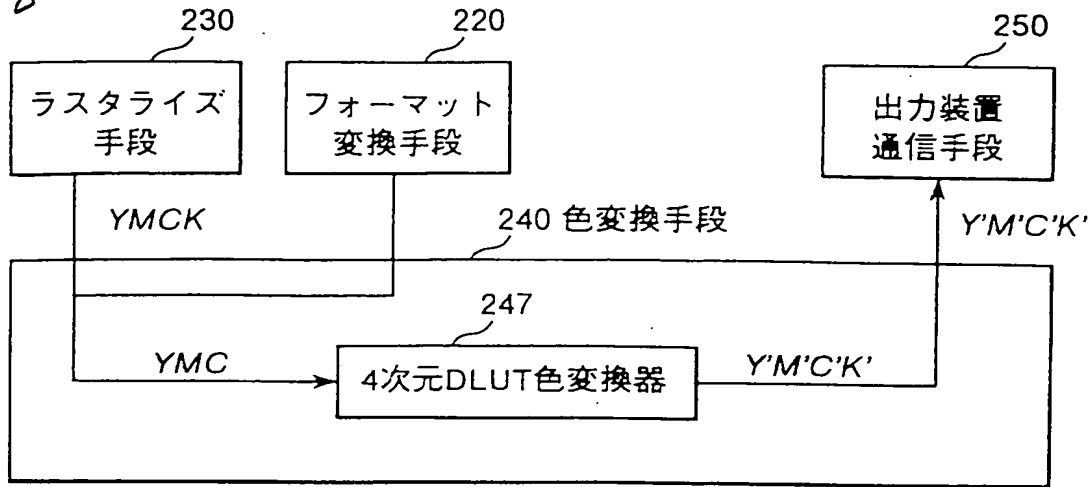 230
220
250
ラスタライズ
手段
フォーマット
変換手段
出力装置
通信手段
YMCK
240 色変換手段
Y'M'C'K'
247
YMC
4次元DLUT色変換器
Y'M'C'K'